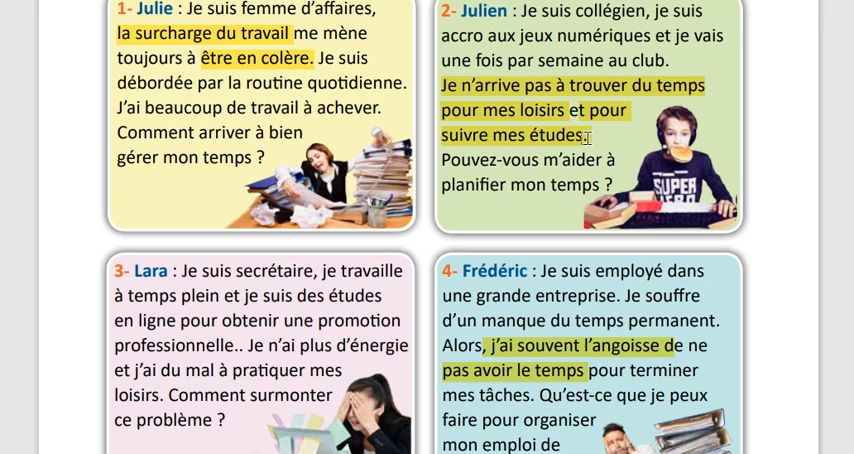 1- Julie : Je suis femme d’affaires,
la surcharge du travail me mène
toujours à être en colère. Je suis
débordée par la routine quotidienne.
J’ai beaucoup de travail à achever.
Comment arriver à bien
gérer mon temps ?
2- Julien : Je suis collégien, je suis
accro aux jeux numériques et je vais
une fois par semaine au club.
Je n’arrive pas à trouver du temps
pour mes loisirs et pour
suivre mes études.
Pouvez-vous m’aider à
planifier mon temps ?
SUPER
HERO
3- Lara : Je suis secrétaire, je travaille
à temps plein et je suis des études
en ligne pour obtenir une promotion
professionnelle.. Je n’ai plus d’énergie
et j’ai du mal à pratiquer mes
loisirs. Comment surmonter
ce problème ?
4- Frédéric : Je suis employé dans
une grande entreprise. Je souffre
d’un manque du temps permanent.
Alors, j’ai souvent l’angoisse de ne
pas avoir le temps pour terminer
mes tâches. Qu’est-ce que je peux
faire pour organiser
mon emploi de